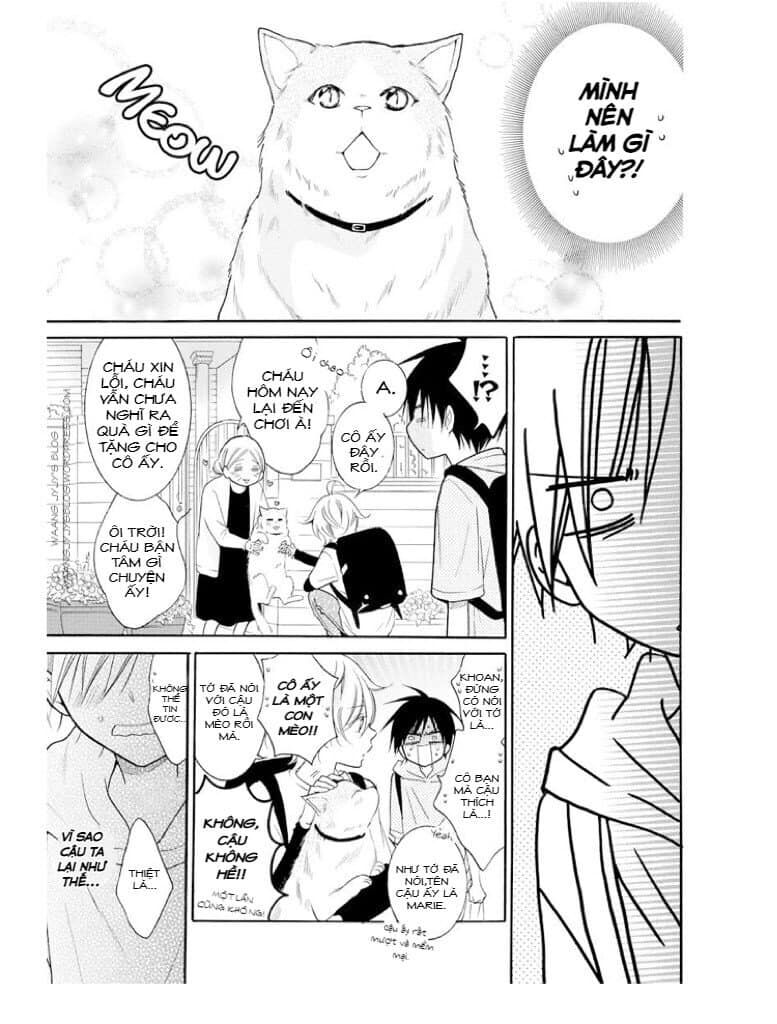 MÌNH
NÊN
LÀM GÌ
ĐÂY?!
MEOW
!?
A.
CÔ ẤY
ĐÂY
RỒI.
Ôi chao
CHÁU
HÔM NAY
LẠI ĐẾN
CHƠI À!
CHÁU XIN
LỖI, CHÁU
VẪN CHƯA
NGHĨ RA
QUÀ GÌ ĐỂ
TẶNG CHO
CÔ ẤY.
ÔI TRỜI!
CHÁU BẬN
TÂM GÌ
CHUYỆN
ẤY!
WAANG JYJY'S BLOG
KHOAN,
ĐỪNG
CÓ NÓI
VỚI TỚ
LÀ...
CÔ BẠN
MÀ CẬU
THÍCH
LÀ...!
CÔ ẤY
LÀ MỘT
CON
MÈO!!
TỚ ĐÃ NÓI
VỚI CẬU
ĐÓ LÀ
MÈO RỒI
MÀ.
KHÔNG,
CẬU
KHÔNG
HỀ!!
MỘT LẦN
CŨNG KHÔNG!
Yeah.
NHƯ TỚ ĐÃ
NÓI,TÊN
CẬU ẤY LÀ
MARIE.
cậu ấy rất
mượt và mềm
mại.
KHÔNG
THỂ
TIN
ĐƯỢC...
THIỆT
LÀ...
VÌ SAO
CẬU TA
LẠI NHƯ
THẾ...